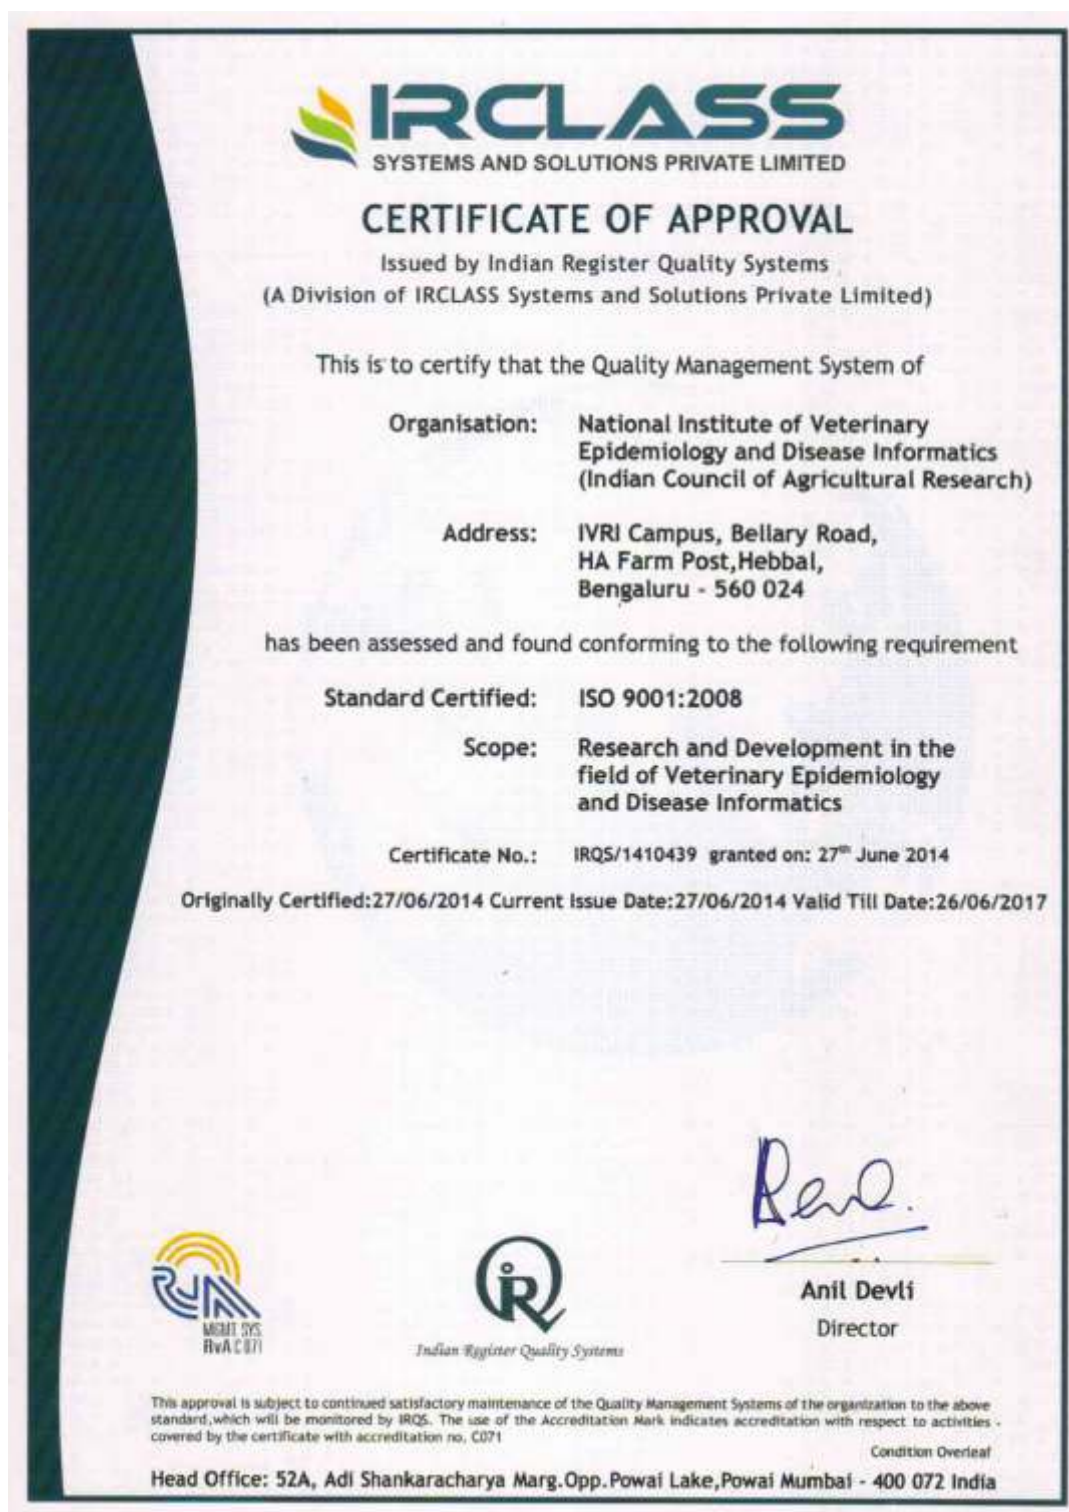 IRCLASS
SYSTEMS AND SOLUTIONS PRIVATE LIMITED
CERTIFICATE OF APPROVAL
Issued by Indian Register Quality Systems
(A Division of IRCLASS Systems and Solutions Private Limited)
This is to certify that the Quality Management System of
Organisation: National Institute of Veterinary
Epidemiology and Disease Informatics
(Indian Council of Agricultural Research)
Address: IVRI Campus, Bellary Road,
HA Farm Post,Hebbal,
Bengaluru - 560 024
has been assessed and found conforming to the following requirement
Standard Certified: ISO 9001:2008
Scope: Research and Development in the
field of Veterinary Epidemiology
and Disease Informatics
Certificate No.: IRQS/1410439 granted on: 27th June 2014
Originally Certified:27/06/2014 Current Issue Date:27/06/2014 Valid Till Date:26/06/2017
Anil Devli
Director
RvA
MGMT SYS
RvA C 071
IRQ
Indian Register Quality Systems
This approval is subject to continued satisfactory maintenance of the Quality Management Systems of the organization to the above
standard,which will be monitored by IRQS. The use of the Accreditation Mark indicates accreditation with respect to activities -
covered by the certificate with accreditation no. C071
Condition Overleaf
Head Office: 52A, Adi Shankaracharya Marg.Opp.Powai Lake,Powai Mumbai - 400 072 India